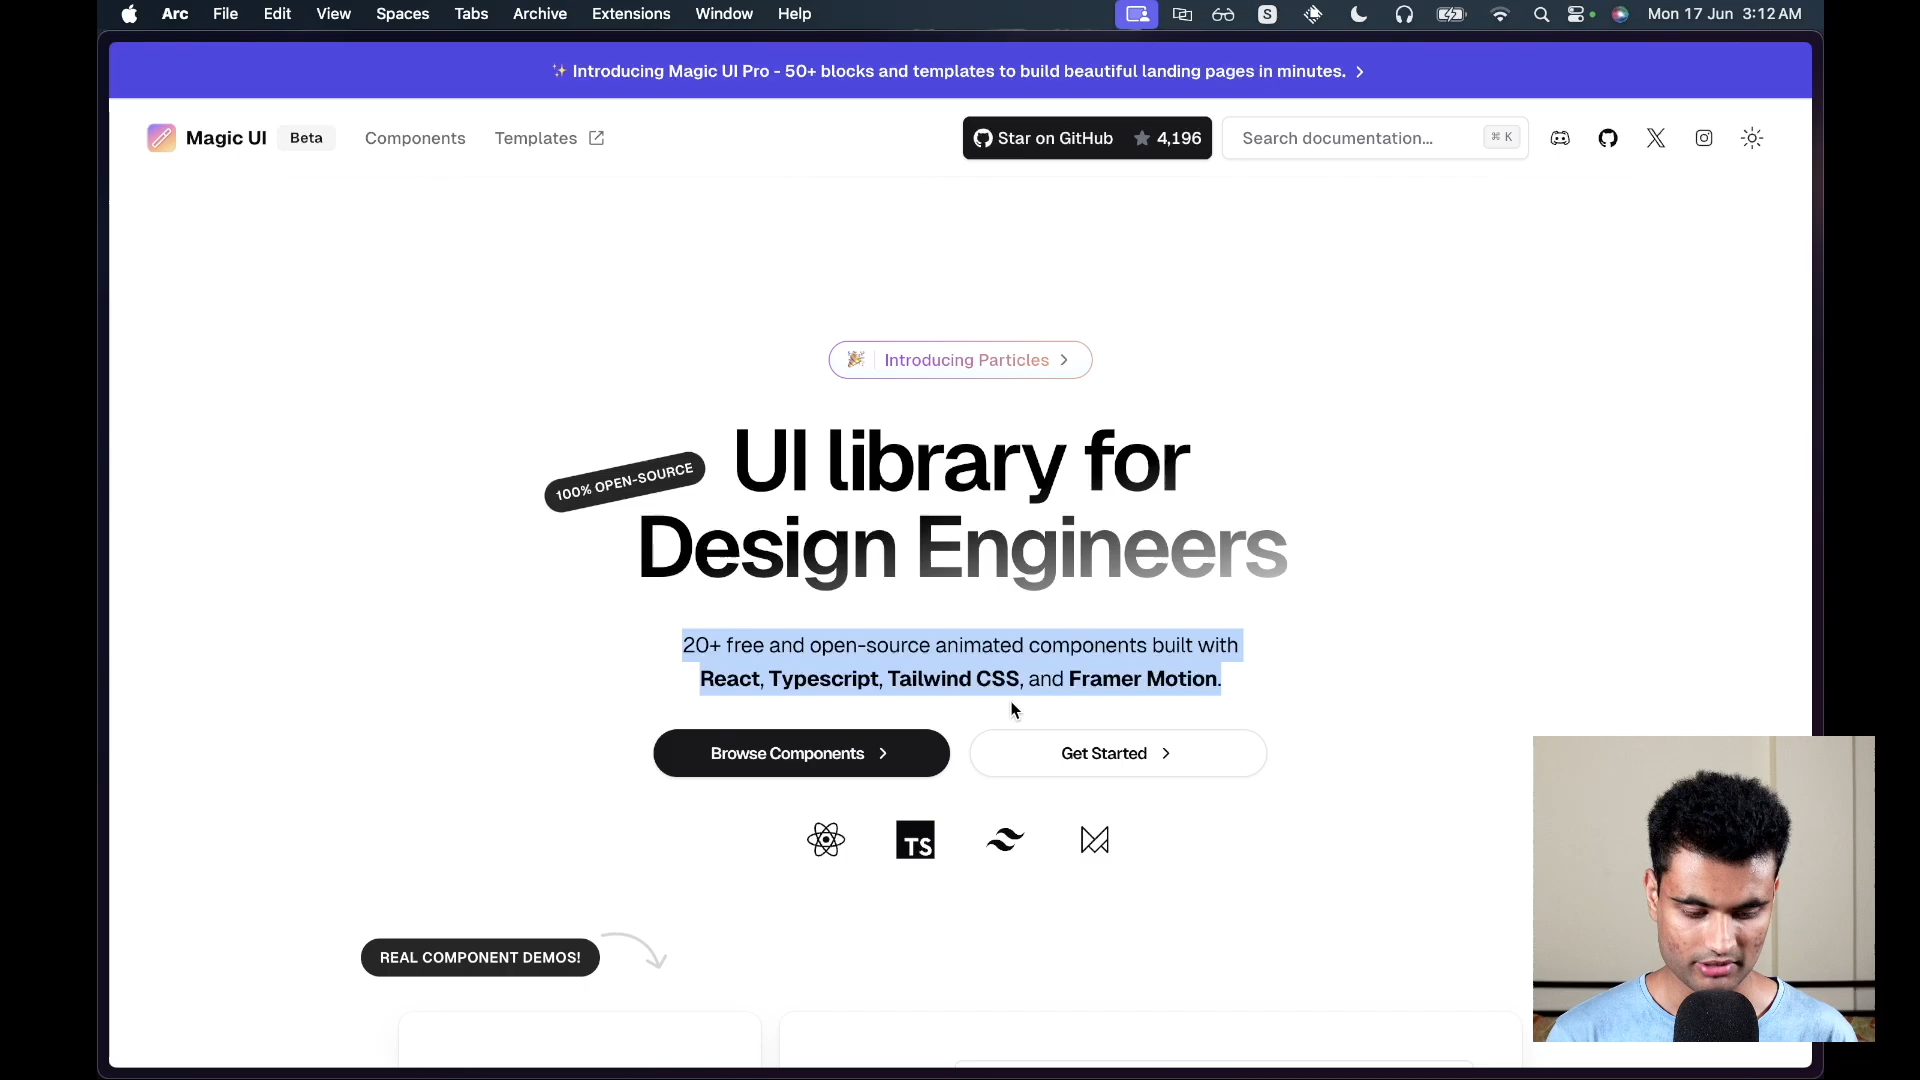 Arc File Edit View Spaces Tabs Archive Extensions Window Help S Mon 17 Jun 3:12 AM
✨ Introducing Magic UI Pro - 50+ blocks and templates to build beautiful landing pages in minutes. >
Magic UI Beta Components Templates Star on GitHub ★ 4,196 Search documentation... ⌘ K
🎉 Introducing Particles >
100% OPEN-SOURCE
UI library for
Design Engineers
20+ free and open-source animated components built with
React, Typescript, Tailwind CSS, and Framer Motion.
Browse Components > Get Started >
TS
REAL COMPONENT DEMOS!